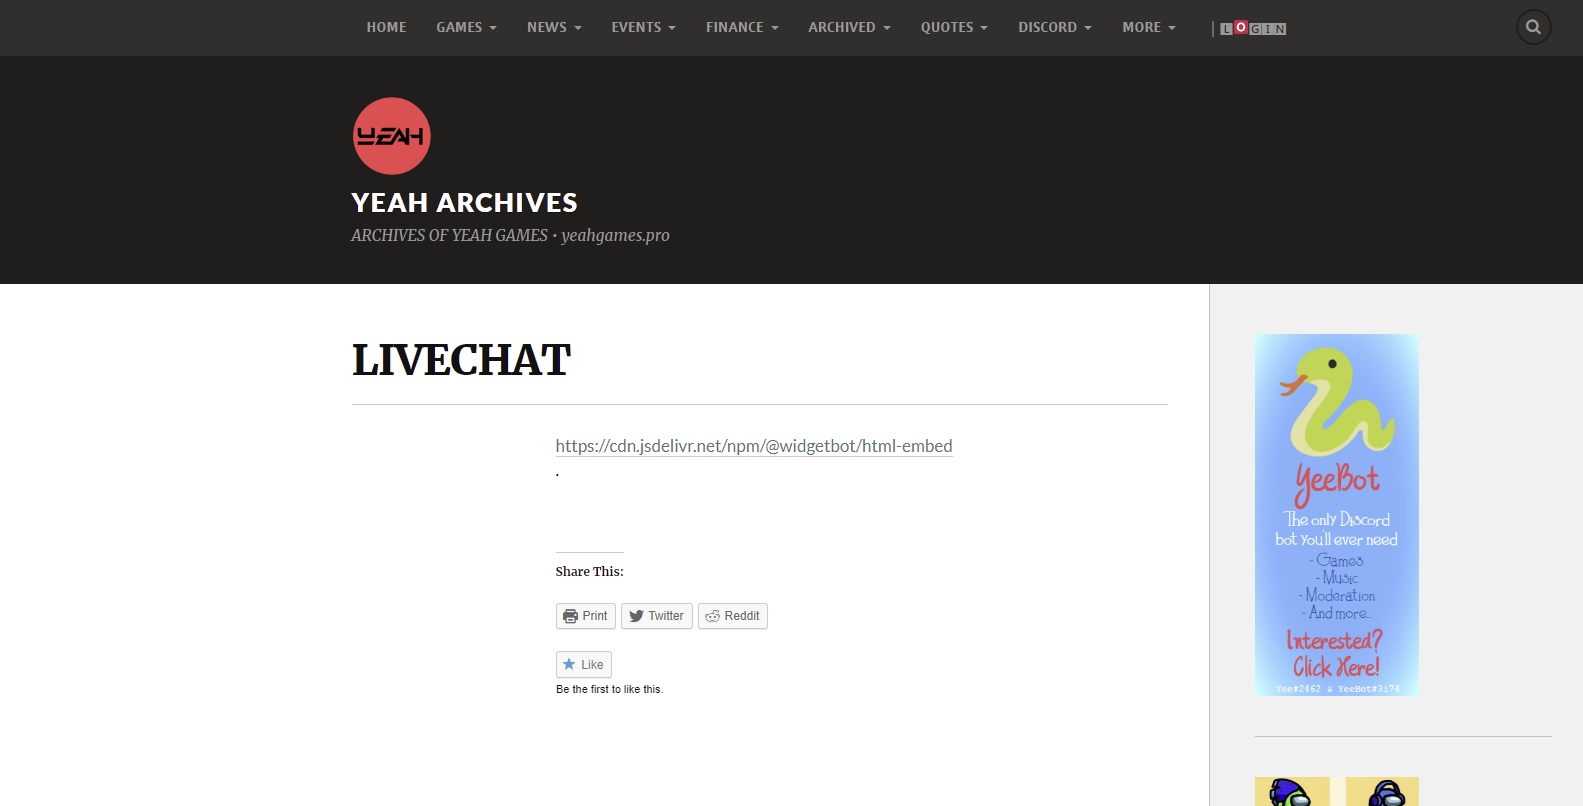 HOME GAMES NEWS EVENTS FINANCE ARCHIVED QUOTES DISCORD MORE | LOGIN
YEAH
YEAH ARCHIVES
ARCHIVES OF YEAH GAMES • yeahgames.pro
LIVECHAT
https://cdn.jsdelivr.net/npm/@widgetbot/html-embed
.
Share This:
Print Twitter Reddit
Like
Be the first to like this.
YeeBot
The only Discord
bot you'll ever need
- Games
- Music
- Moderation
- And more...
Interested?
Click Here!
Yee#2462 & YeeBot#3174